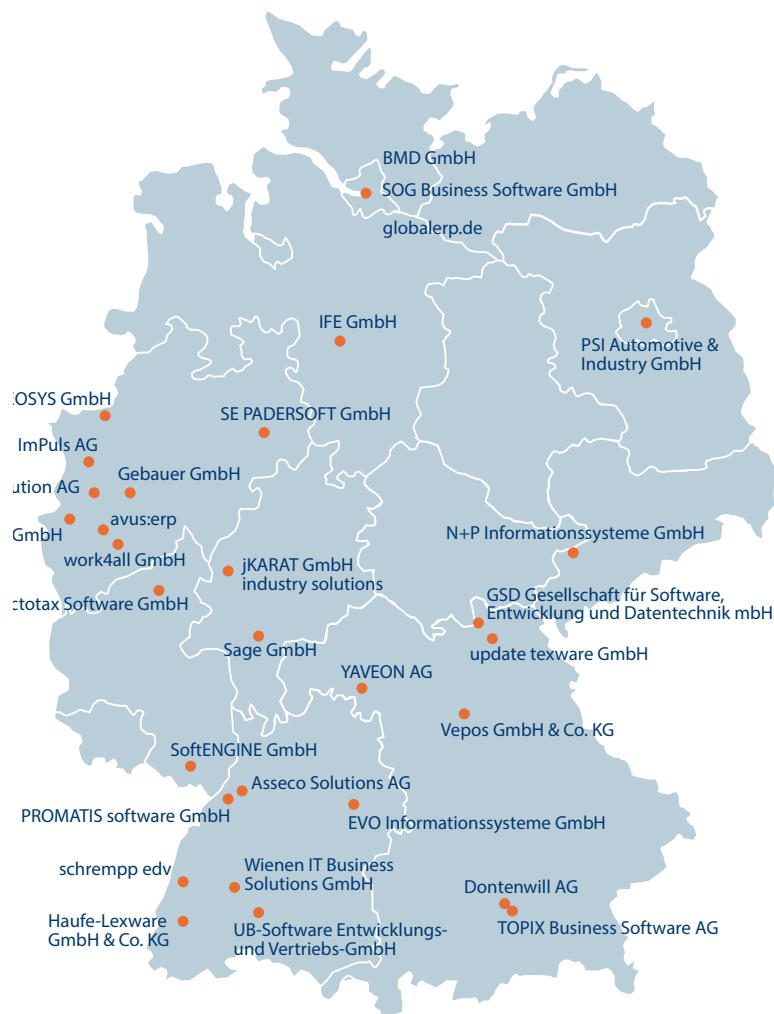 BMD GmbH
SOG Business Software GmbH
globalerp.de
IFE GmbH
PSI Automotive &
Industry GmbH
EOSYS GmbH
SE PADERSOFT GmbH
ImPuls AG
Gebauer GmbH
ution AG
avus:erp
GmbH
work4all GmbH
N+P Informationssysteme GmbH
jKARAT GmbH
industry solutions
ctotax Software GmbH
GSD Gesellschaft für Software,
Entwicklung und Datentechnik mbH
Sage GmbH
update texware GmbH
YAVEON AG
Vepos GmbH & Co. KG
SoftENGINE GmbH
Asseco Solutions AG
PROMATIS software GmbH
EVO Informationssysteme GmbH
schrempp edv
Wienen IT Business
Solutions GmbH
Dontenwill AG
Haufe-Lexware
GmbH & Co. KG
UB-Software Entwicklungs-
und Vertriebs-GmbH
TOPIX Business Software AG